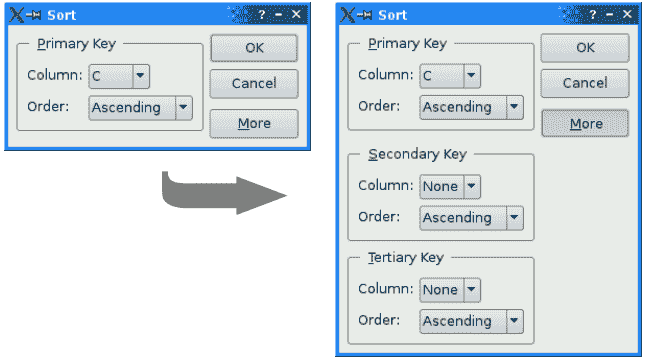 Sort
Primary Key
Column: C
Order: Ascending
OK
Cancel
More
Sort
Primary Key
Column: C
Order: Ascending
OK
Cancel
More
Secondary Key
Column: None
Order: Ascending
Tertiary Key
Column: None
Order: Ascending